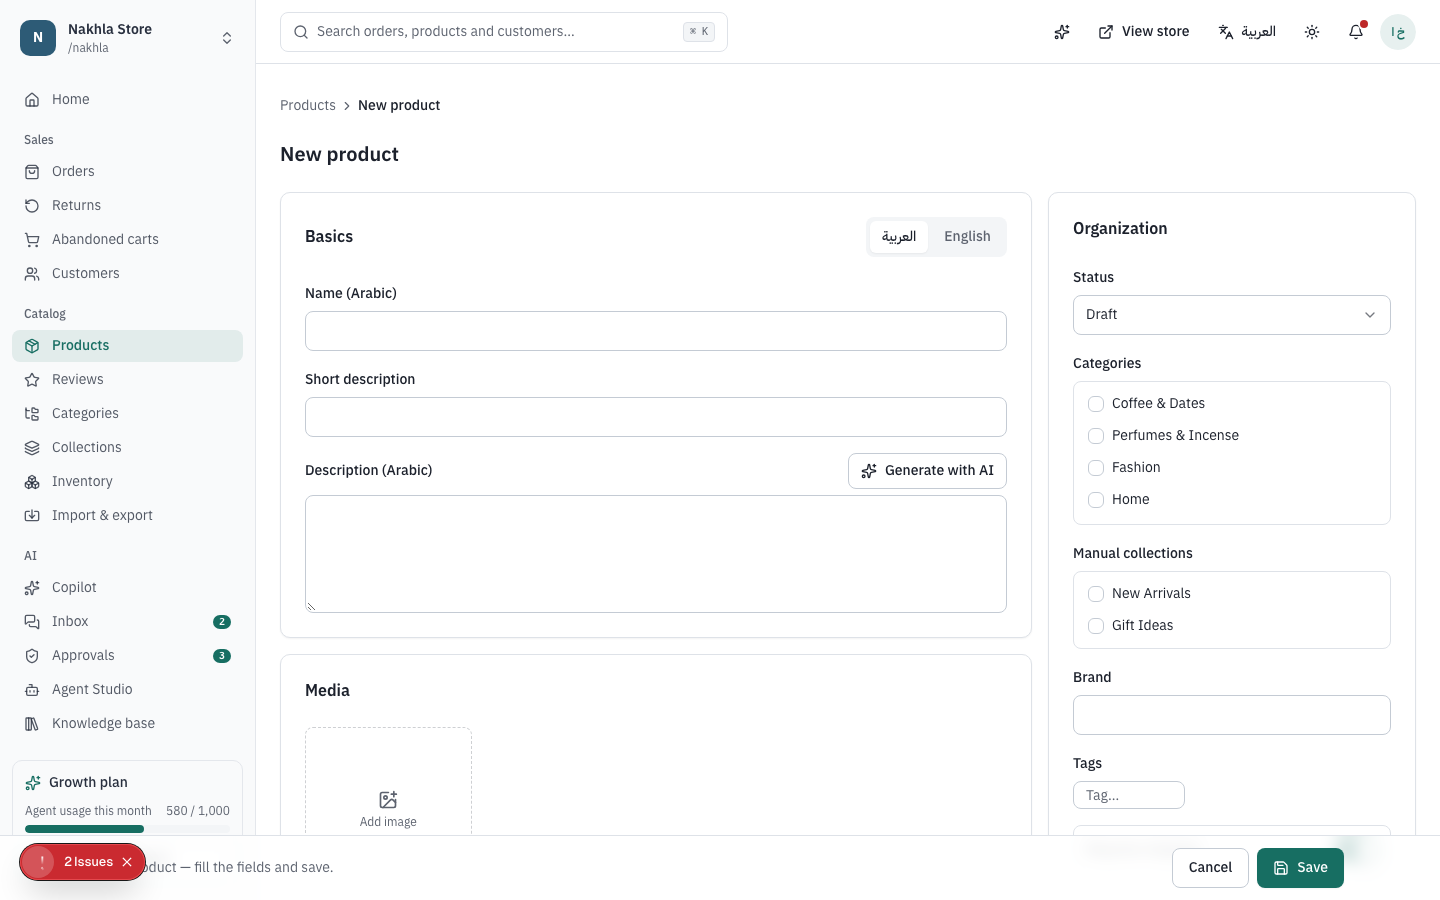 N
Nakhla Store
/nakhla
Search orders, products and customers...
⌘ K
View store
العربية
خ ا
Home
Sales
Orders
Returns
Abandoned carts
Customers
Catalog
Products
Reviews
Categories
Collections
Inventory
Import & export
AI
Copilot
Inbox
2
Approvals
3
Agent Studio
Knowledge base
Growth plan
Agent usage this month 580 / 1,000
2 Issues
Products > New product
New product
Basics
العربية
English
Name (Arabic)
Short description
Description (Arabic)
Generate with AI
Media
Add image
Organization
Status
Draft
Categories
Coffee & Dates
Perfumes & Incense
Fashion
Home
Manual collections
New Arrivals
Gift Ideas
Brand
Tags
Tag...
oduct — fill the fields and save.
Cancel
Save